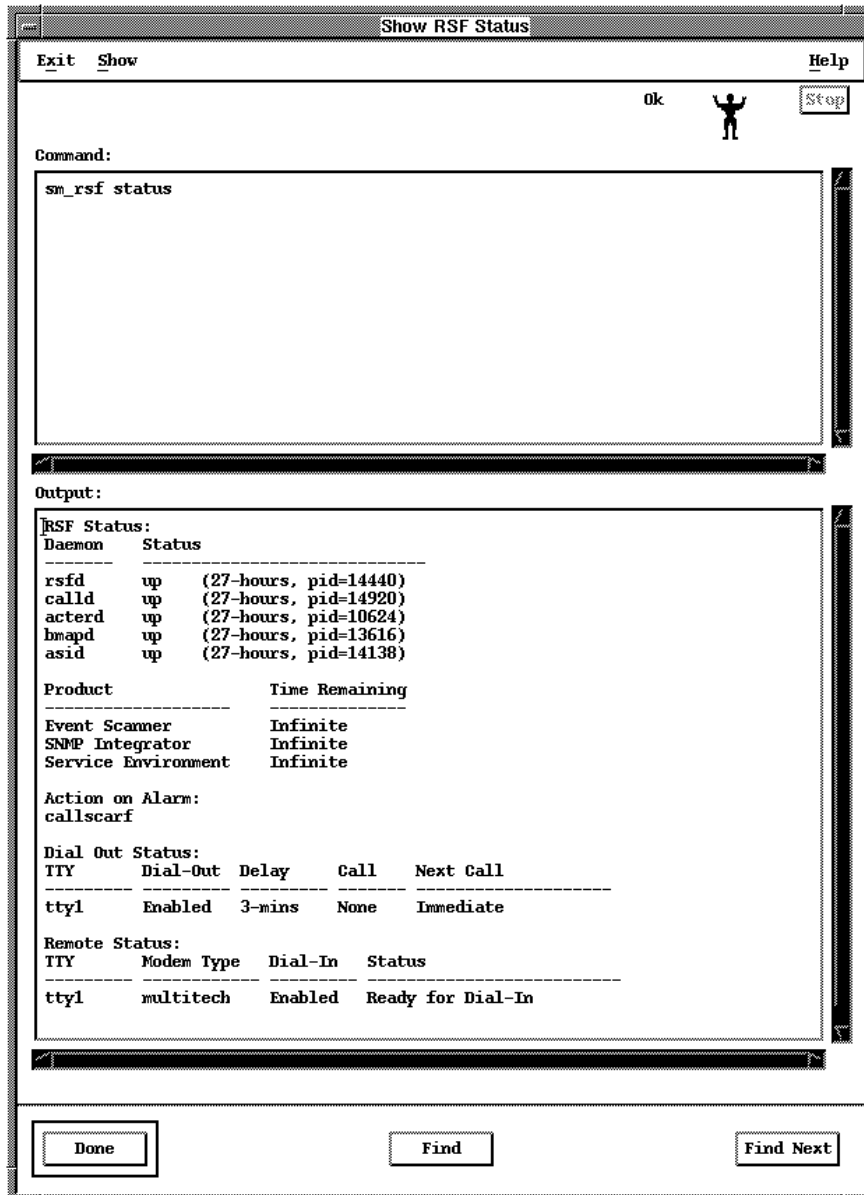 Show RSF Status
Exit Show Help
Ok Stop
Command:
sm_rsf status
Output:
RSF Status:
Daemon Status
------- -----------------------------
rsfd up (27-hours, pid=14440)
calld up (27-hours, pid=14920)
acterd up (27-hours, pid=10624)
bmapd up (27-hours, pid=13616)
asid up (27-hours, pid=14138)
Product Time Remaining
------------------- --------------
Event Scanner Infinite
SNMP Integrator Infinite
Service Environment Infinite
Action on Alarm:
callscarf
Dial Out Status:
TTY Dial-Out Delay Call Next Call
--------- --------- --------- ------- --------------------
tty1 Enabled 3-mins None Immediate
Remote Status:
TTY Modem Type Dial-In Status
--------- ------------ --------- --------------------------
tty1 multitech Enabled Ready for Dial-In
Done Find Find Next